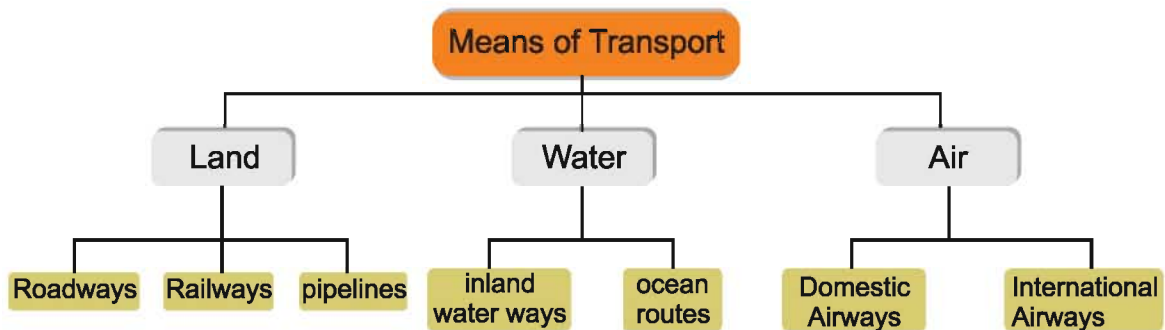 Means of Transport
Land
Water
Air
Roadways
Railways
pipelines
inland
water ways
ocean
routes
Domestic
Airways
International
Airways